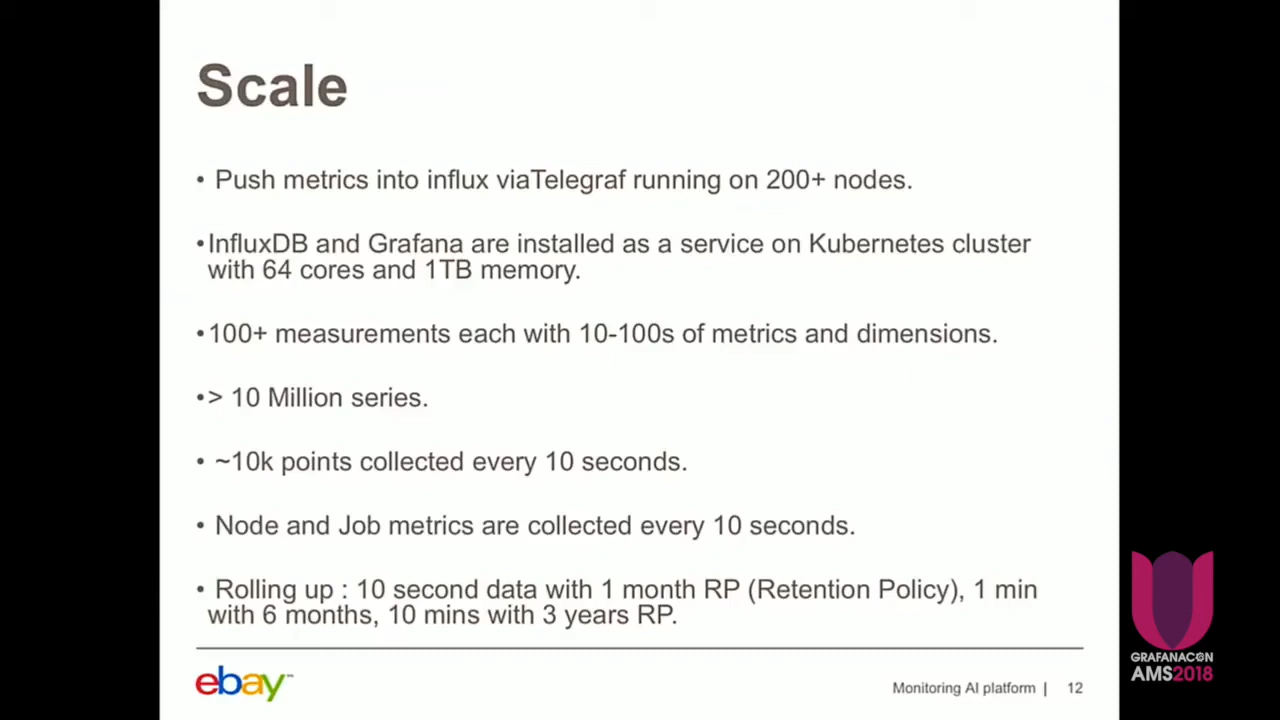 Scale
• Push metrics into influx viaTelegraf running on 200+ nodes.
•InfluxDB and Grafana are installed as a service on Kubernetes cluster
with 64 cores and 1TB memory.
•100+ measurements each with 10-100s of metrics and dimensions.
•> 10 Million series.
• ~10k points collected every 10 seconds.
• Node and Job metrics are collected every 10 seconds.
• Rolling up : 10 second data with 1 month RP (Retention Policy), 1 min
with 6 months, 10 mins with 3 years RP.
ebay™
Monitoring AI platform | 12
GRAFANACON
AMS2018